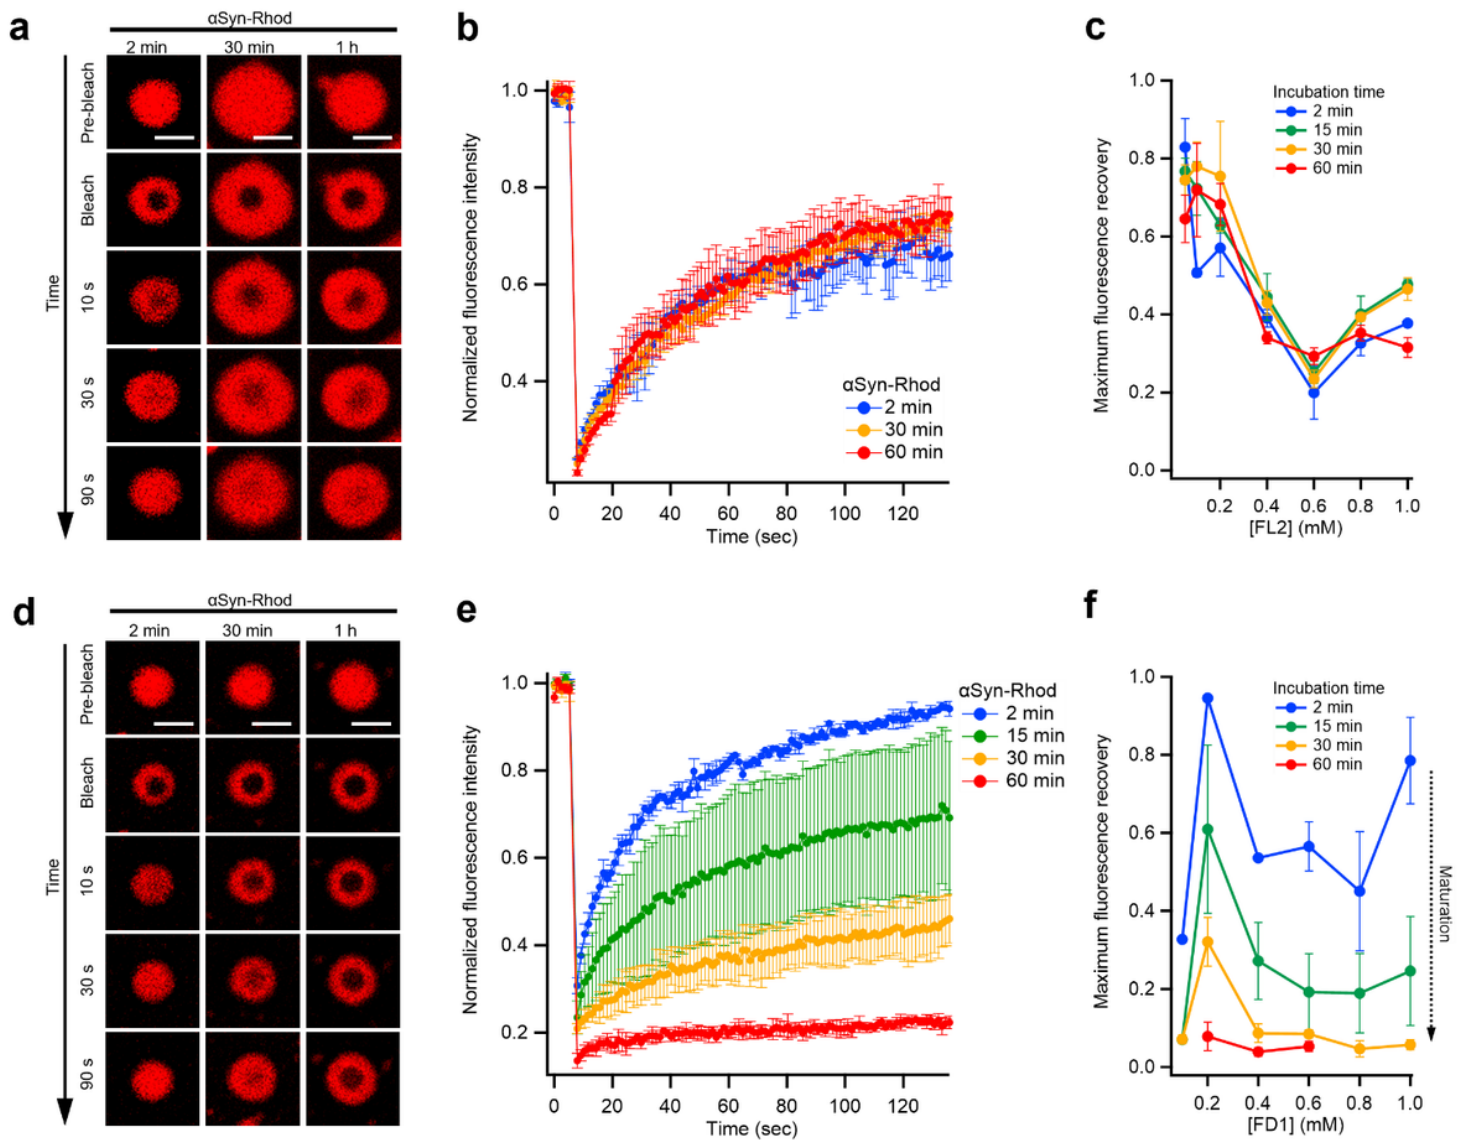 a
αSyn-Rhod
2 min 30 min 1 h
Time
Pre-bleach
Bleach
10 s
30 s
90 s
b
Normalized fluorescence intensity
1.0
0.8
0.6
0.4
αSyn-Rhod
2 min
30 min
60 min
0 20 40 60 80 100 120
Time (sec)
c
Maximum fluorescence recovery
1.0
0.8
0.6
0.4
0.2
0.0
Incubation time
2 min
15 min
30 min
60 min
0.2 0.4 0.6 0.8 1.0
[FL2] (mM)
d
αSyn-Rhod
2 min 30 min 1 h
Time
Pre-bleach
Bleach
10 s
30 s
90 s
e
Normalized fluorescence intensity
1.0
0.8
0.6
0.4
0.2
αSyn-Rhod
2 min
15 min
30 min
60 min
0 20 40 60 80 100 120
Time (sec)
f
Maximum fluorescence recovery
1.0
0.8
0.6
0.4
0.2
0.0
Incubation time
2 min
15 min
30 min
60 min
Maturation
0.2 0.4 0.6 0.8 1.0
[FD1] (mM)